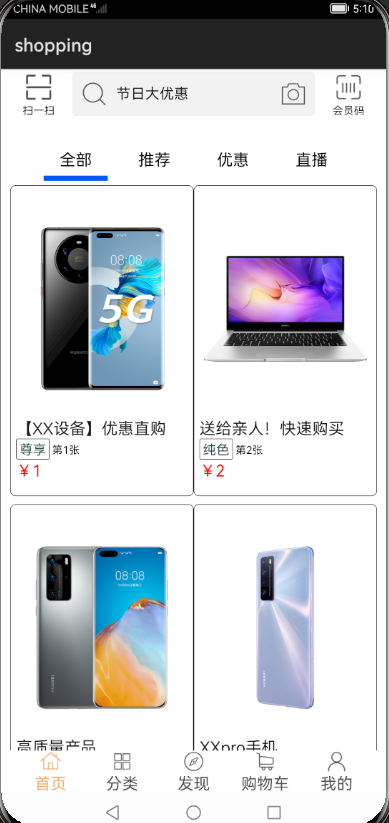 CHINA MOBILE 5:10
shopping
节日大优惠
扫一扫 会员码
全部 推荐 优惠 直播
08:08
5G
【XX设备】优惠直购 送给亲人！快速购买
尊享 第1张 纯色 第2张
￥1 ￥2
08:08
高质量产品 XXpro手机
首页 分类 发现 购物车 我的